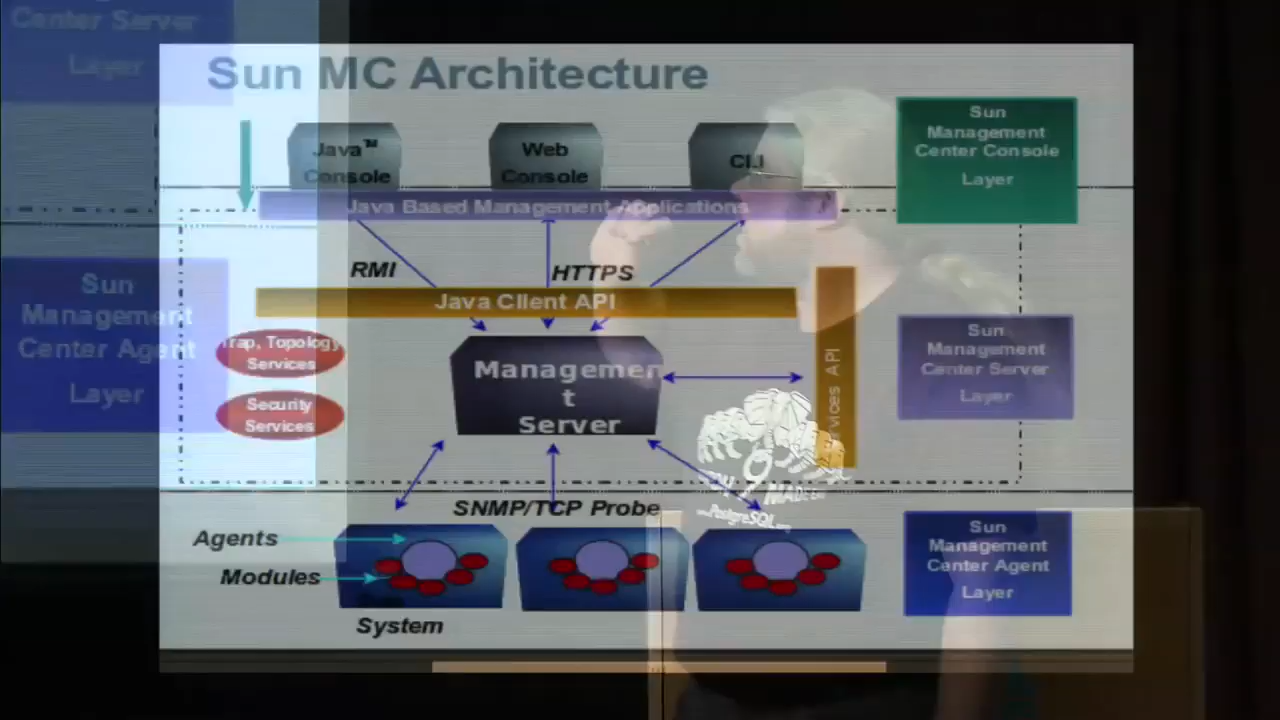 Center Server
Layer
Sun MC Architecture
Java™
Console
Web
Console
CLI
Sun
Management
Center Console
Layer
Java Based Management Applications
RMI
HTTPS
Java Client API
Sun
Management
Center Agent
Layer
Trap, Topology
Services
Security
Services
Managemen
t
Server
Sun
Management
Center Server
Layer
API
MADE
PostgreSQL
SNMP/TCP Probe
Agents
Modules
System
Sun
Management
Center Agent
Layer